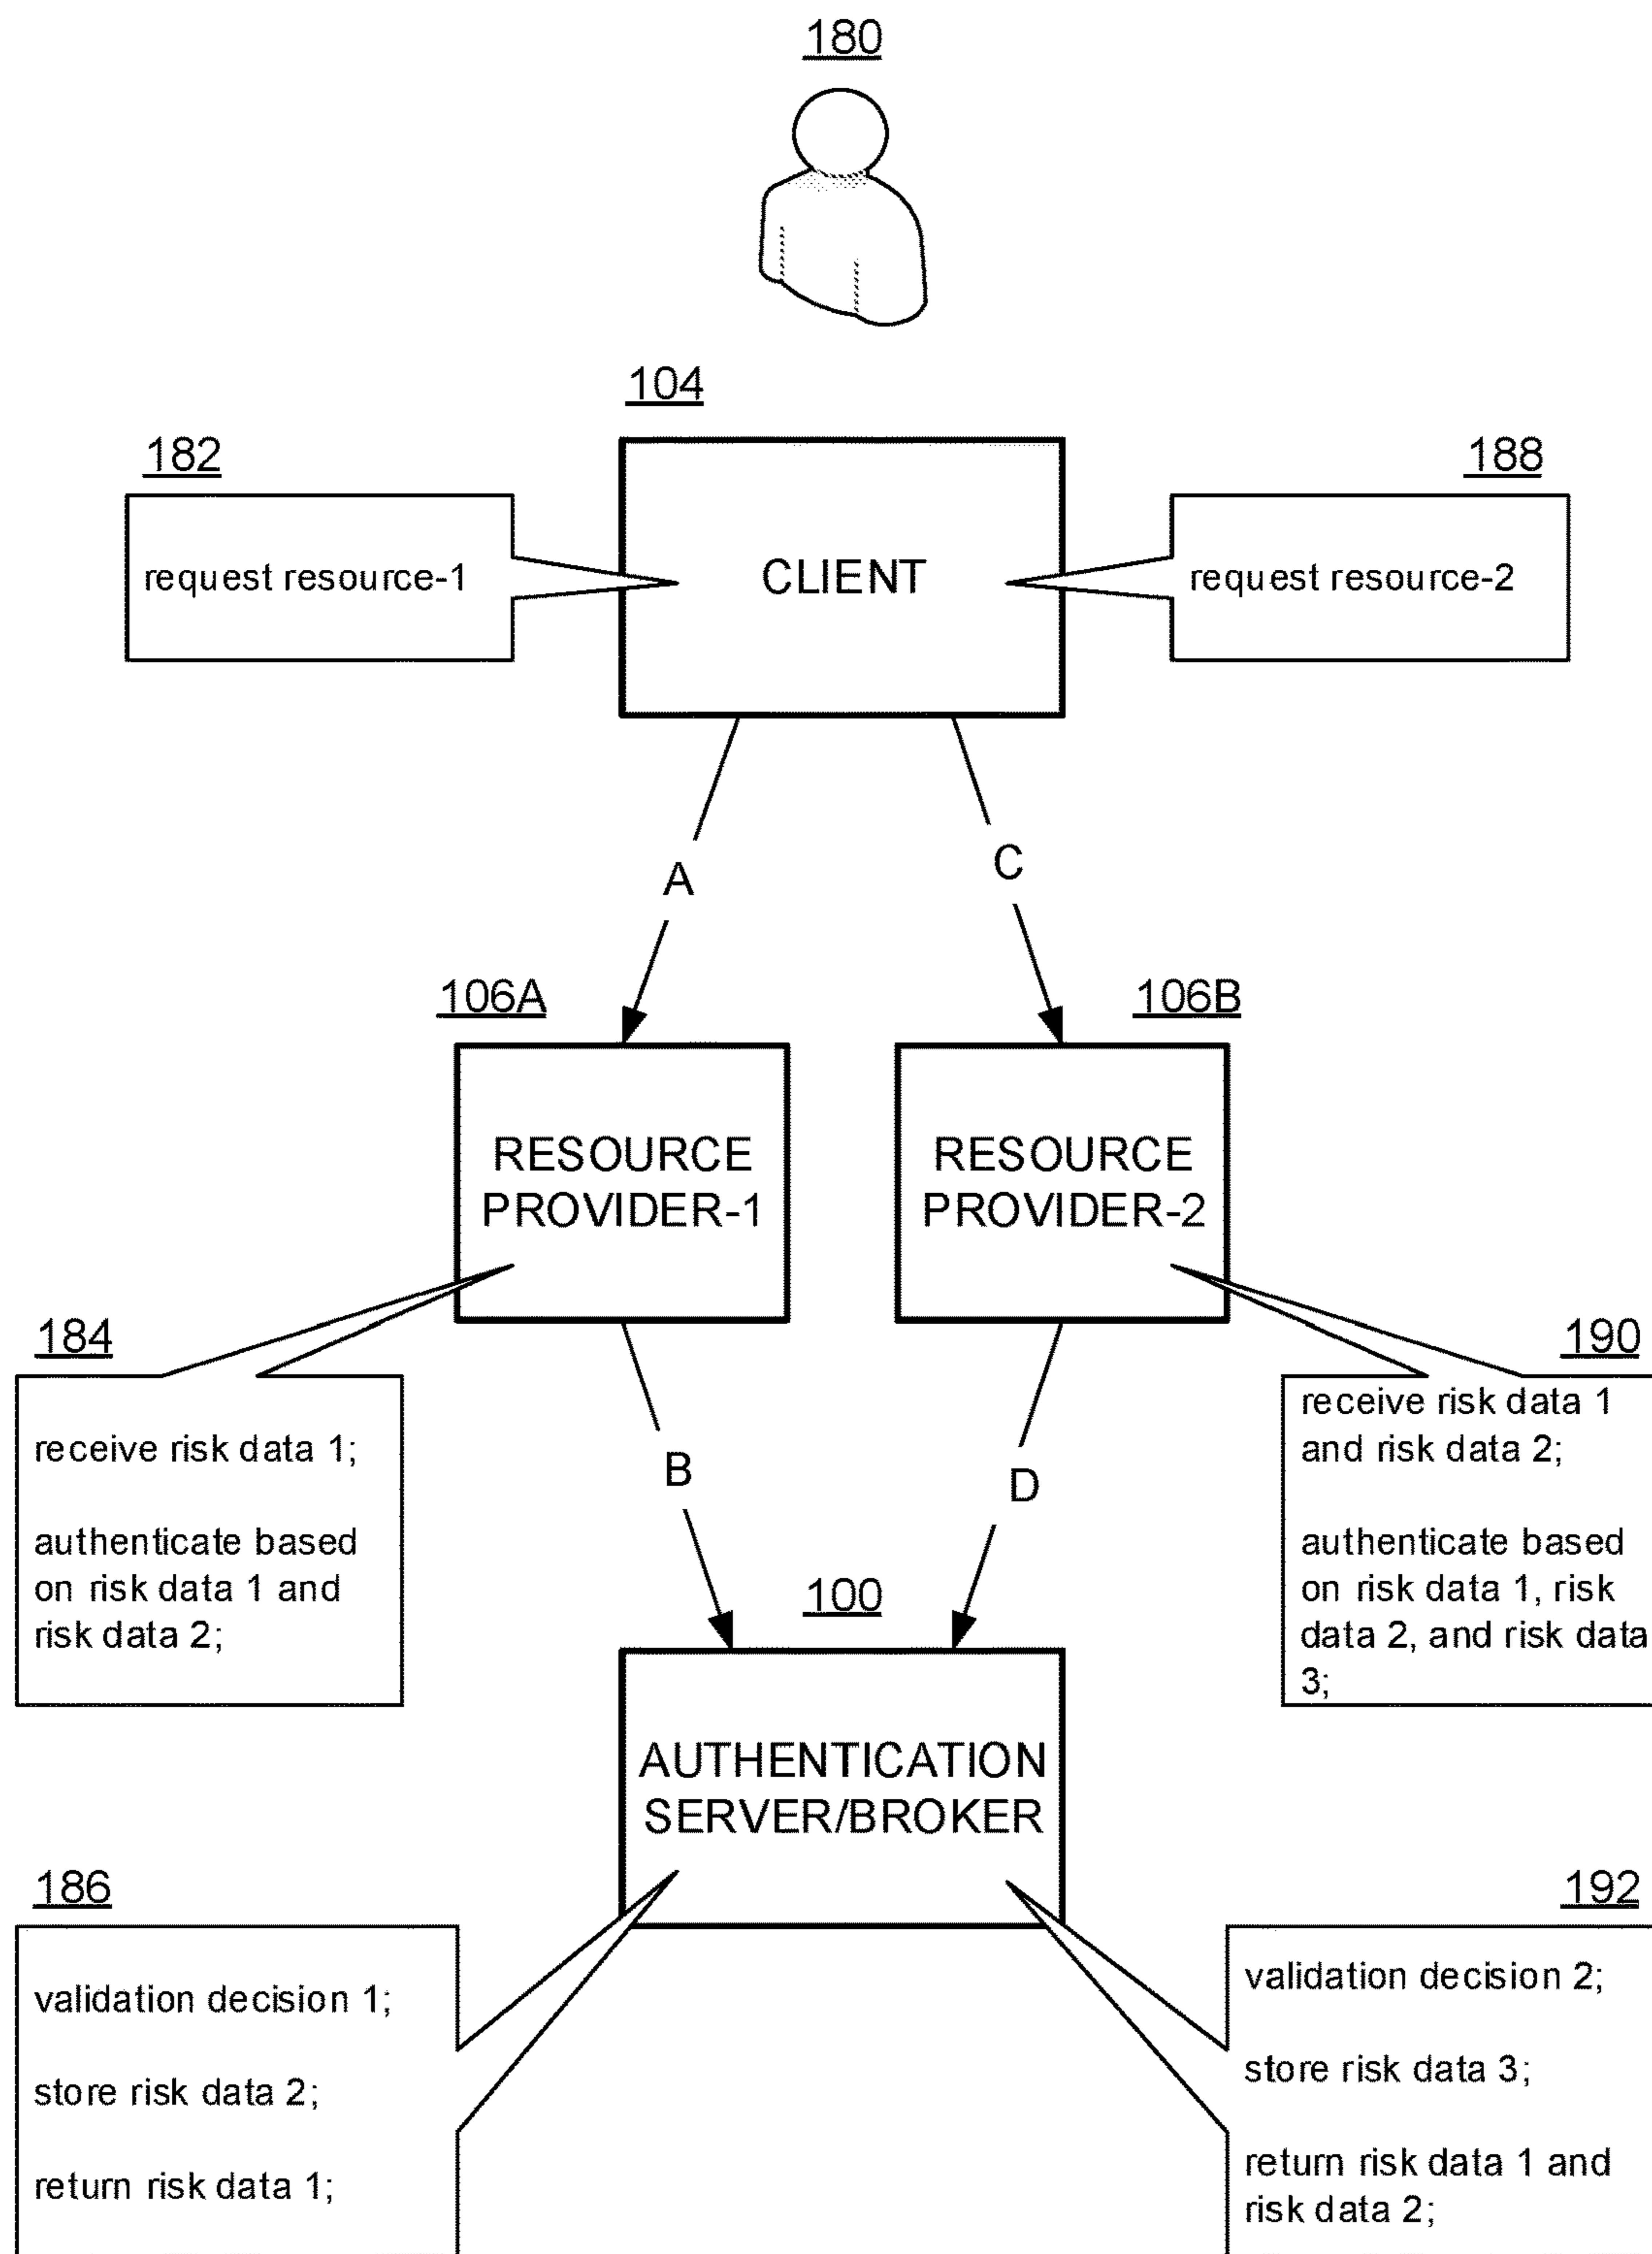 180
104
182
188
request resource-1
CLIENT
request resource-2
A
C
106A
106B
RESOURCE
PROVIDER-1
RESOURCE
PROVIDER-2
184
190
receive risk data 1;
authenticate based
on risk data 1 and
risk data 2;
receive risk data 1
and risk data 2;
authenticate based
on risk data 1, risk
data 2, and risk data
3;
B
D
100
AUTHENTICATION
SERVER/BROKER
186
192
validation decision 1;
store risk data 2;
return risk data 1;
validation decision 2;
store risk data 3;
return risk data 1 and
risk data 2;